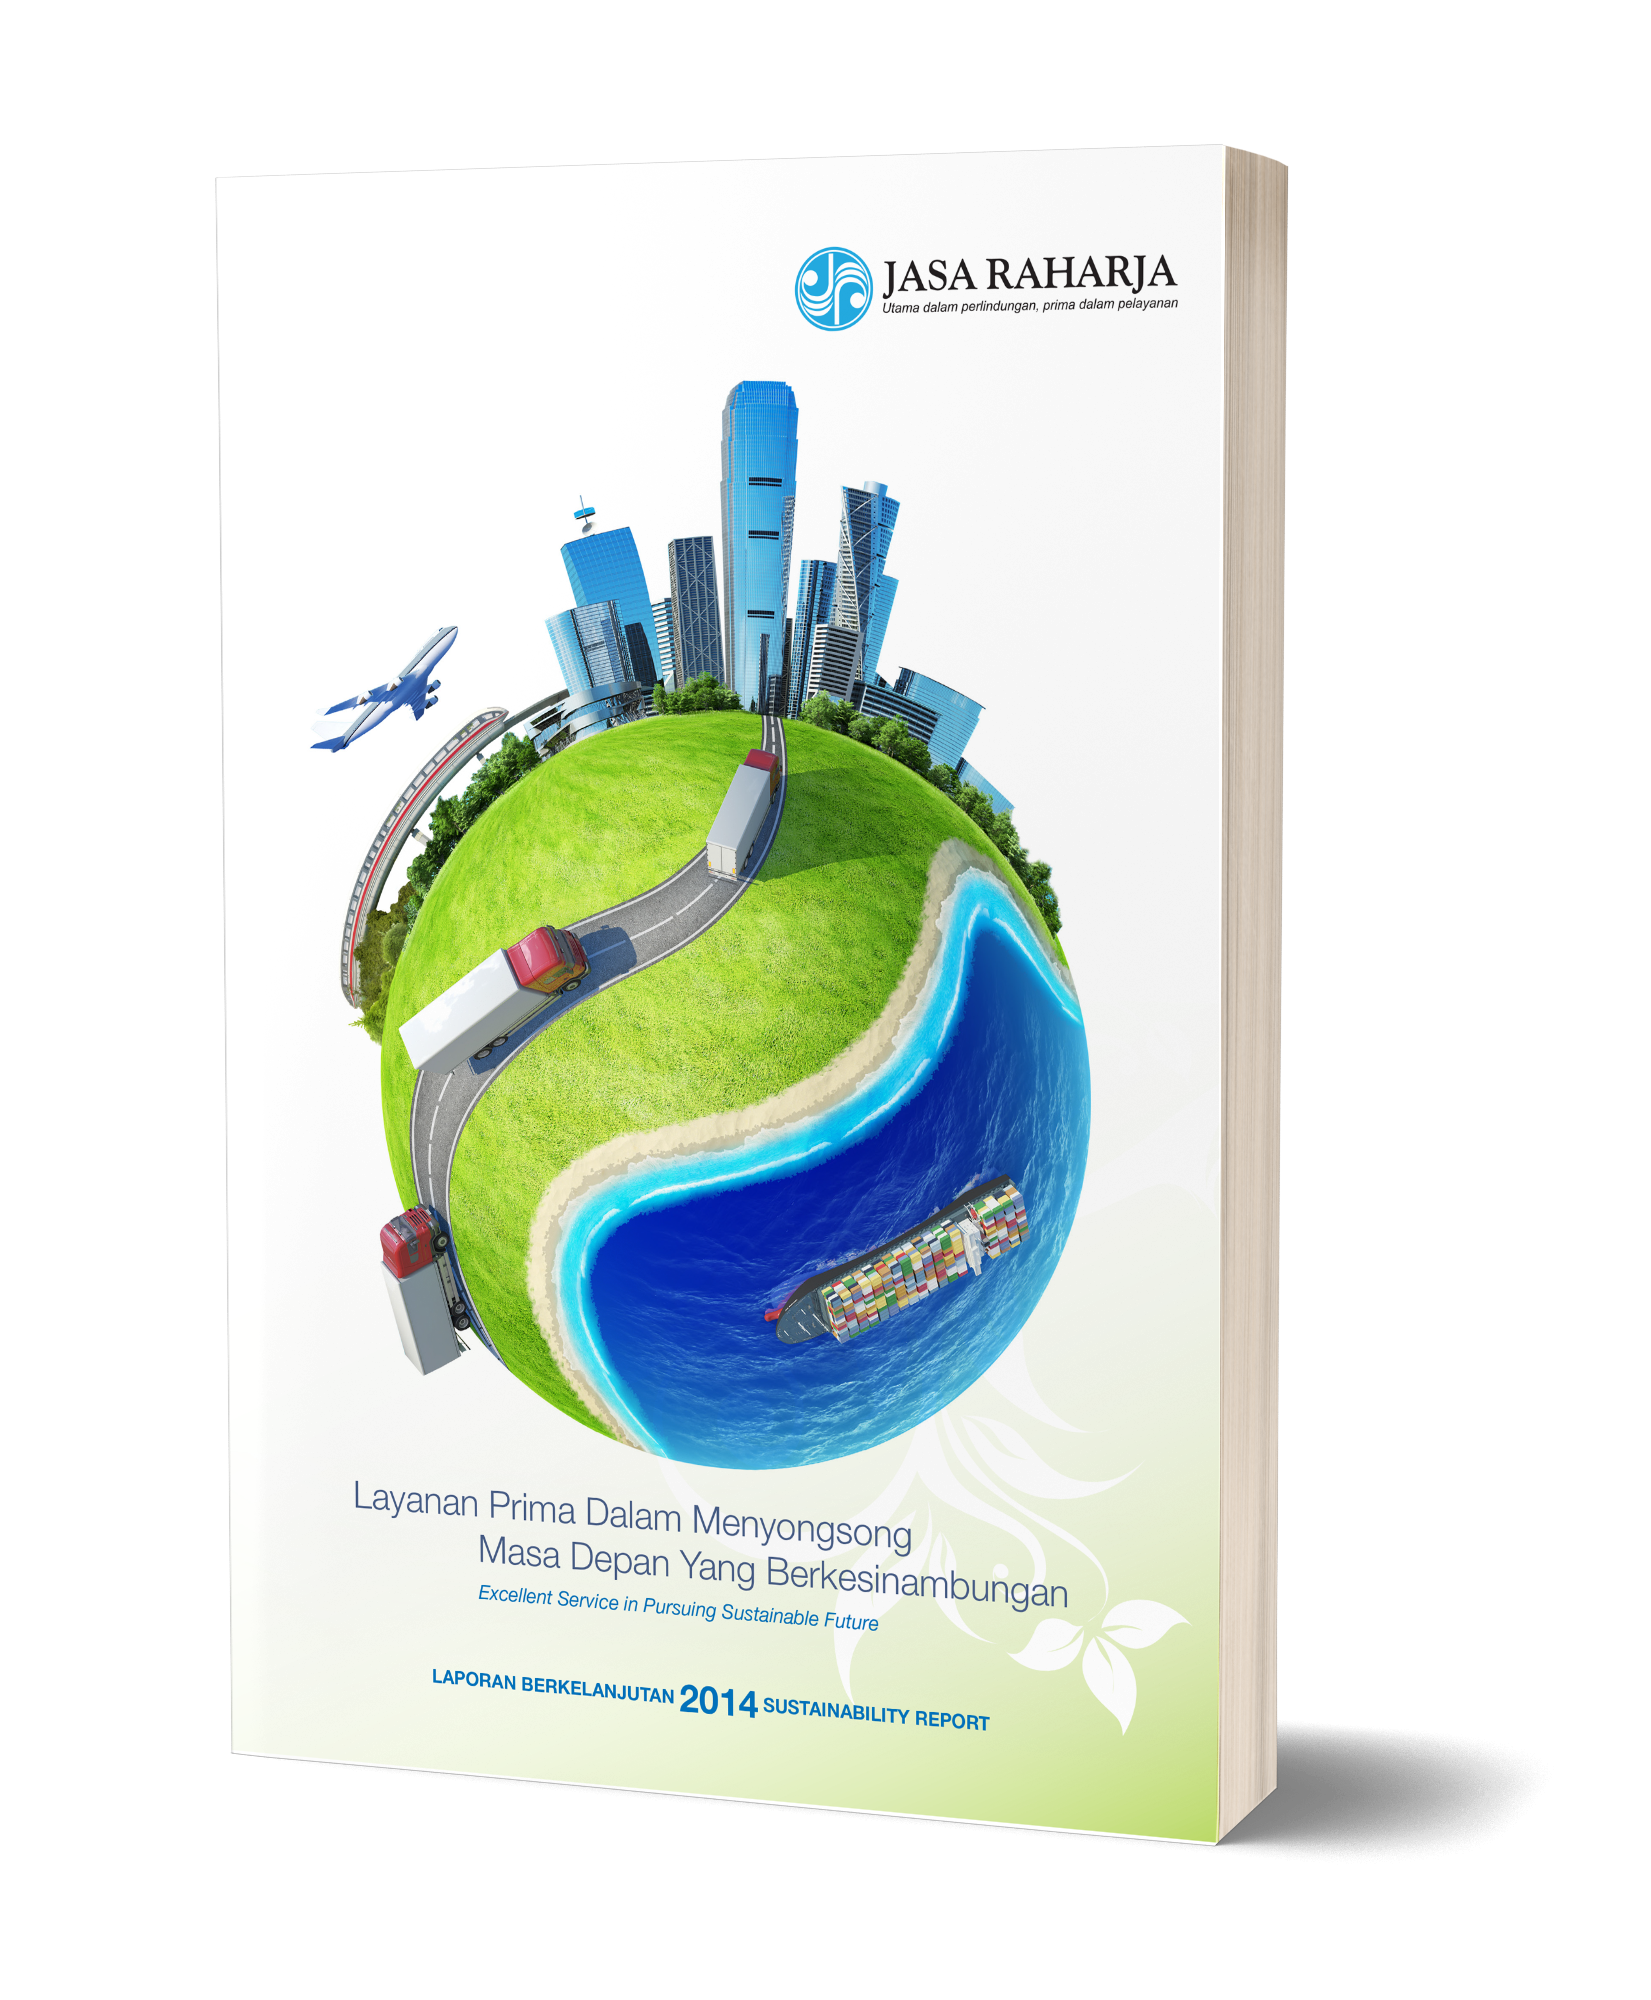 JASA RAHARJA
Utama dalam perlindungan, prima dalam pelayanan
Layanan Prima Dalam Menyongsong
Masa Depan Yang Berkesinambungan
Excellent Service in Pursuing Sustainable Future
LAPORAN BERKELANJUTAN 2014 SUSTAINABILITY REPORT